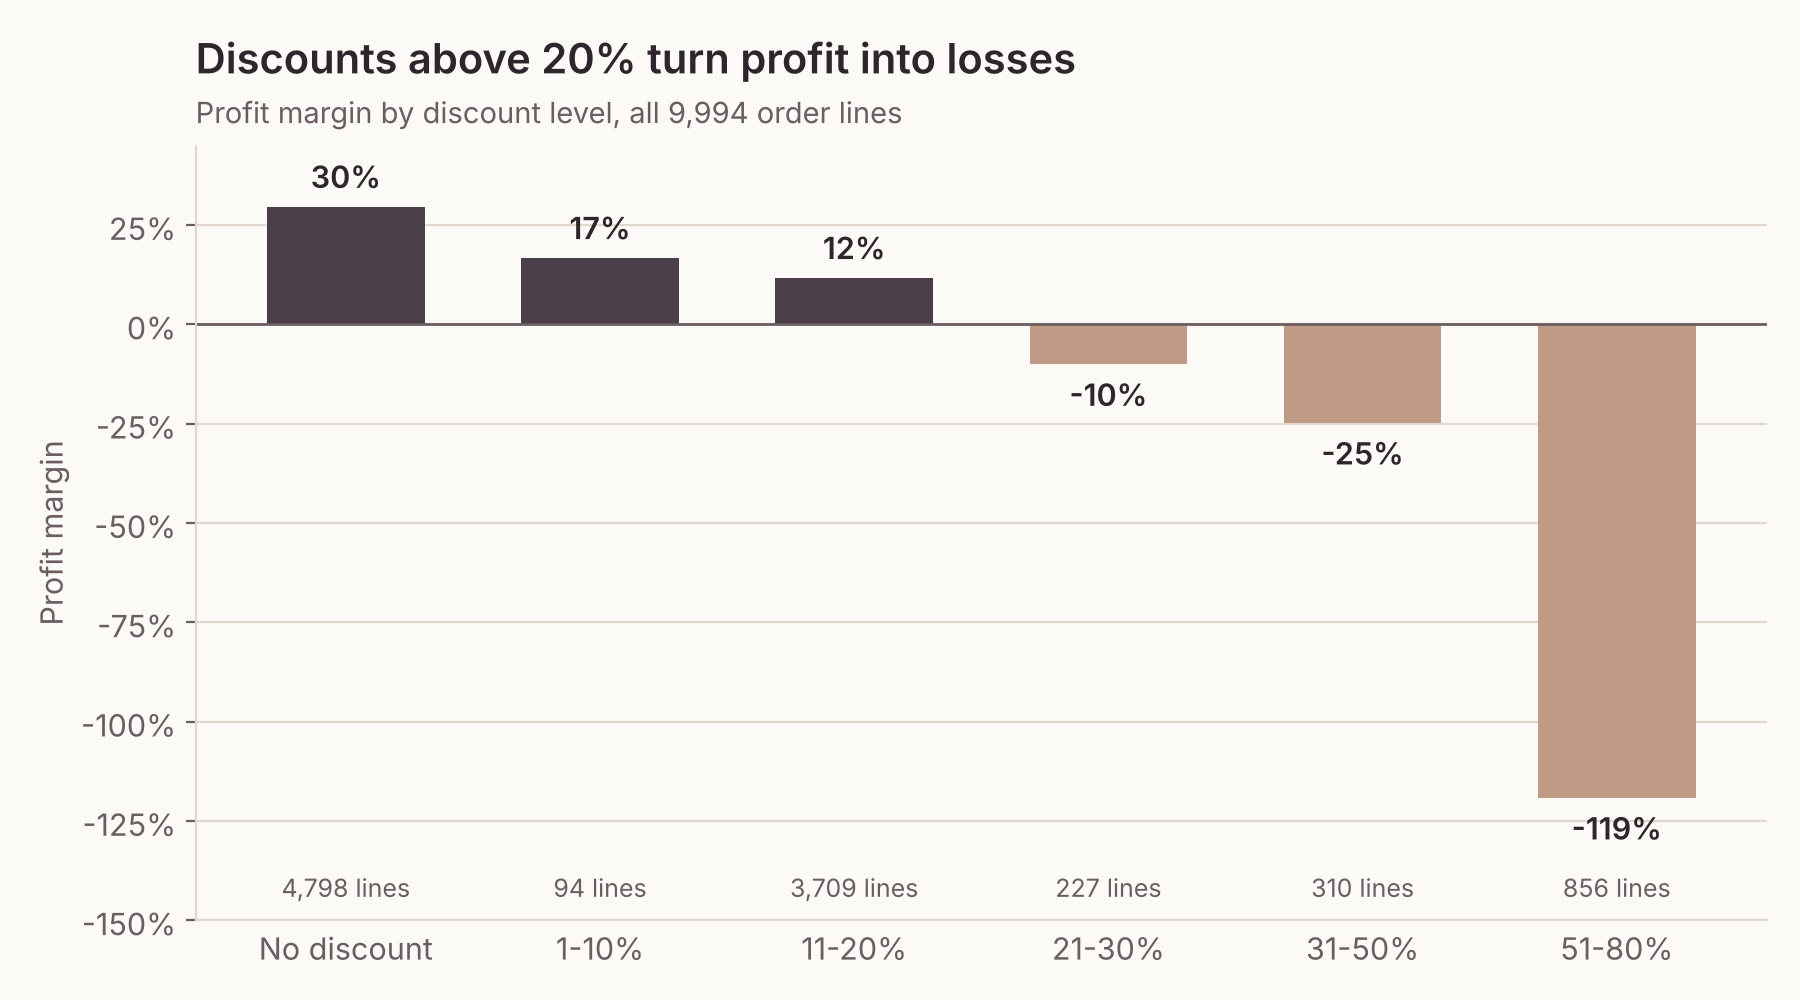 Discounts above 20% turn profit into losses
Profit margin by discount level, all 9,994 order lines
Profit margin
25%
0%
-25%
-50%
-75%
-100%
-125%
-150%
30%
17%
12%
-10%
-25%
-119%
4,798 lines
94 lines
3,709 lines
227 lines
310 lines
856 lines
No discount
1-10%
11-20%
21-30%
31-50%
51-80%